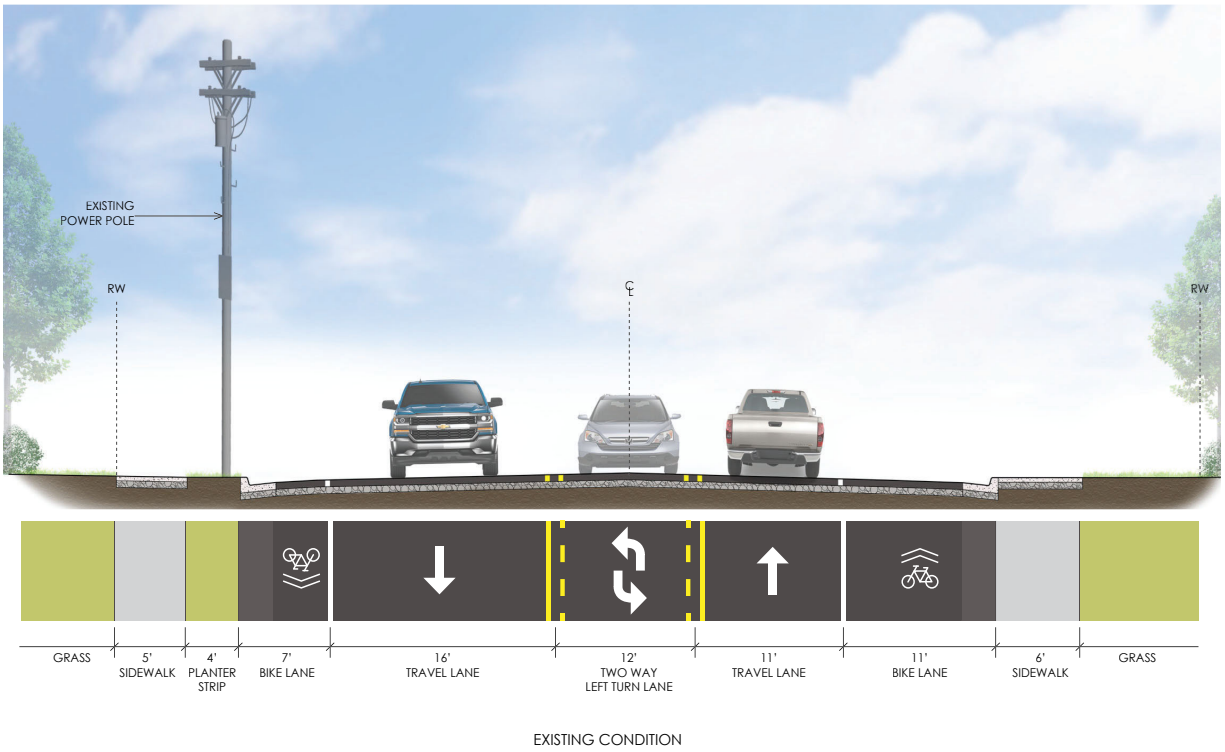 EXISTING
POWER POLE
RW
℄
RW
GRASS
5'
SIDEWALK
4'
PLANTER
STRIP
7'
BIKE LANE
16'
TRAVEL LANE
12'
TWO WAY
LEFT TURN LANE
11'
TRAVEL LANE
11'
BIKE LANE
6'
SIDEWALK
GRASS
EXISTING CONDITION